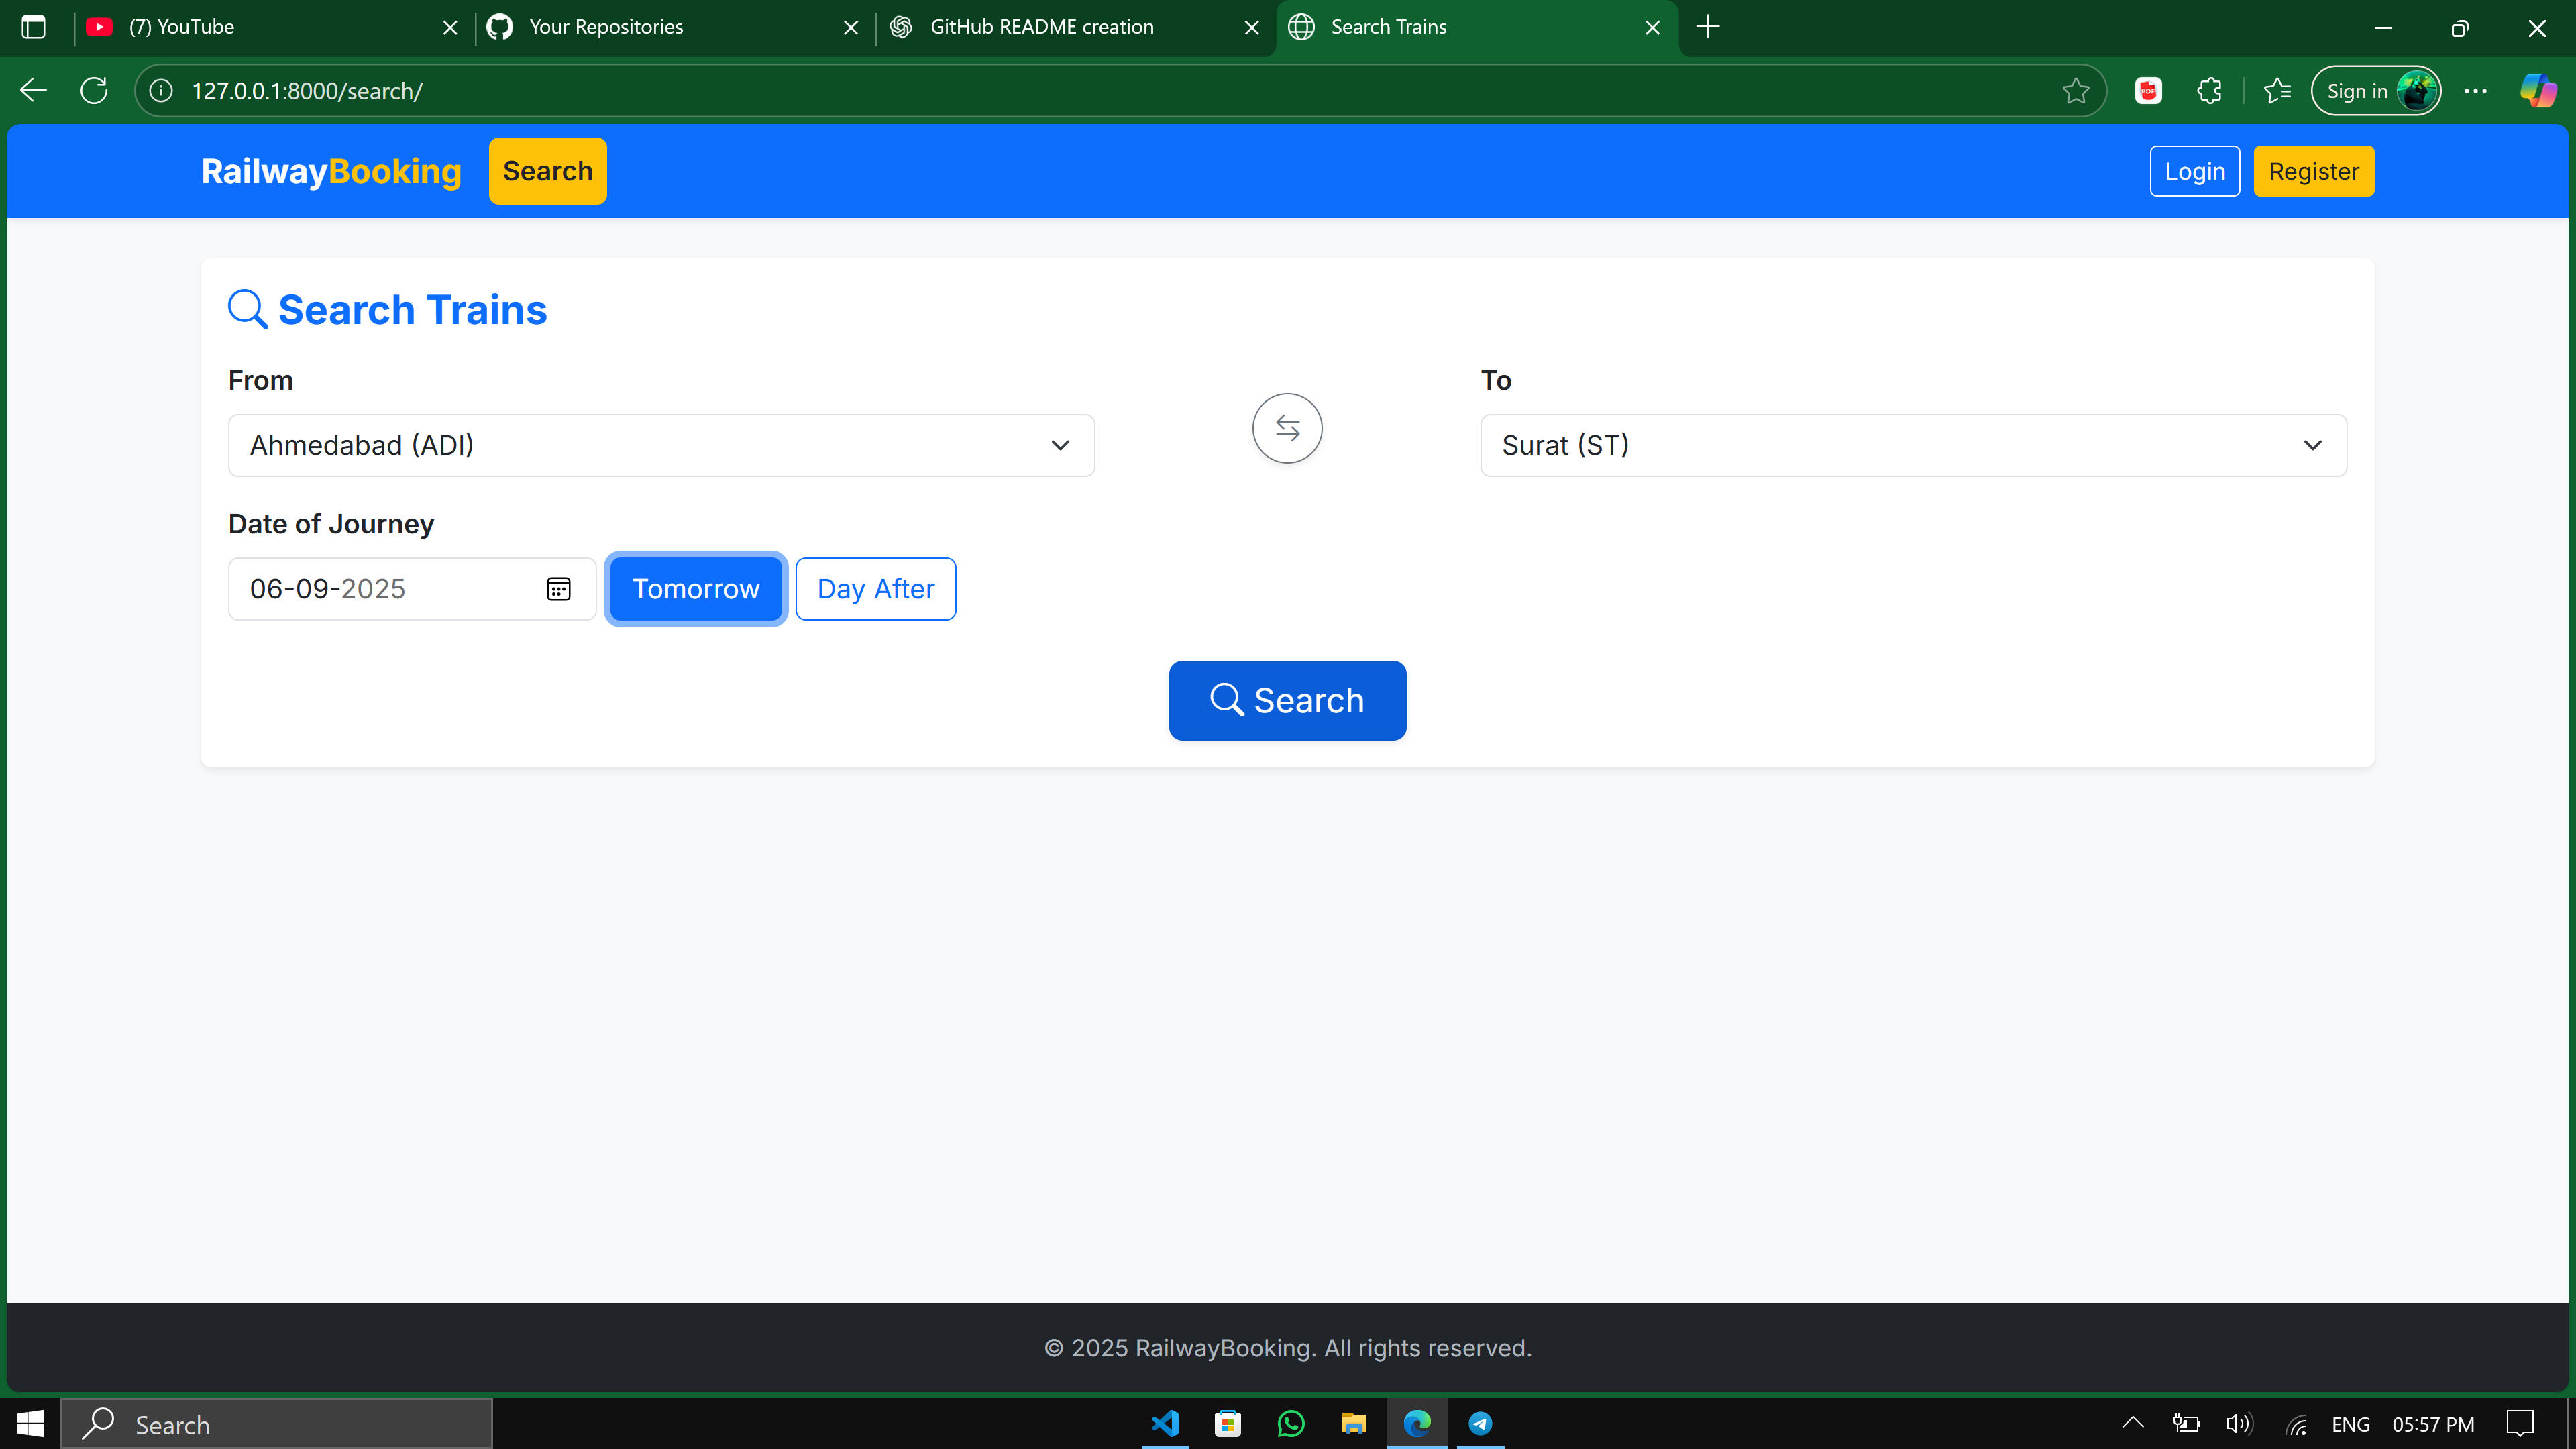 (7) YouTube
Your Repositories
GitHub README creation
Search Trains
127.0.0.1:8000/search/
PDF
Sign in
RailwayBooking
Search
Login
Register
Search Trains
From
To
Ahmedabad (ADI)
Surat (ST)
Date of Journey
06-09-2025
Tomorrow
Day After
Search
© 2025 RailwayBooking. All rights reserved.
Search
ENG
05:57 PM